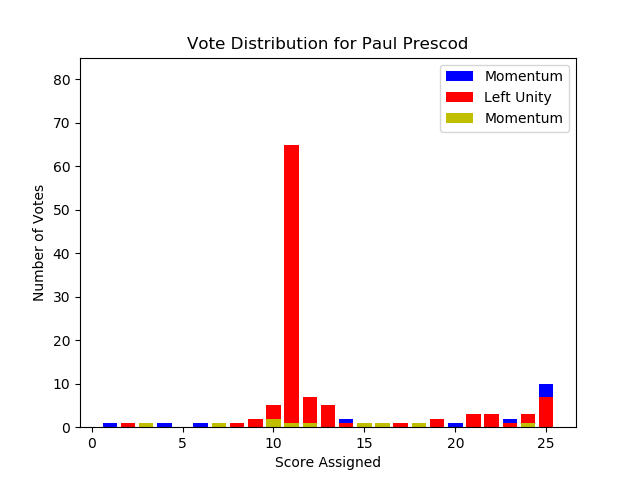 Vote Distribution for Paul Prescod
Momentum
Left Unity
Momentum
Number of Votes
80
70
60
50
40
30
20
10
0
0 5 10 15 20 25
Score Assigned